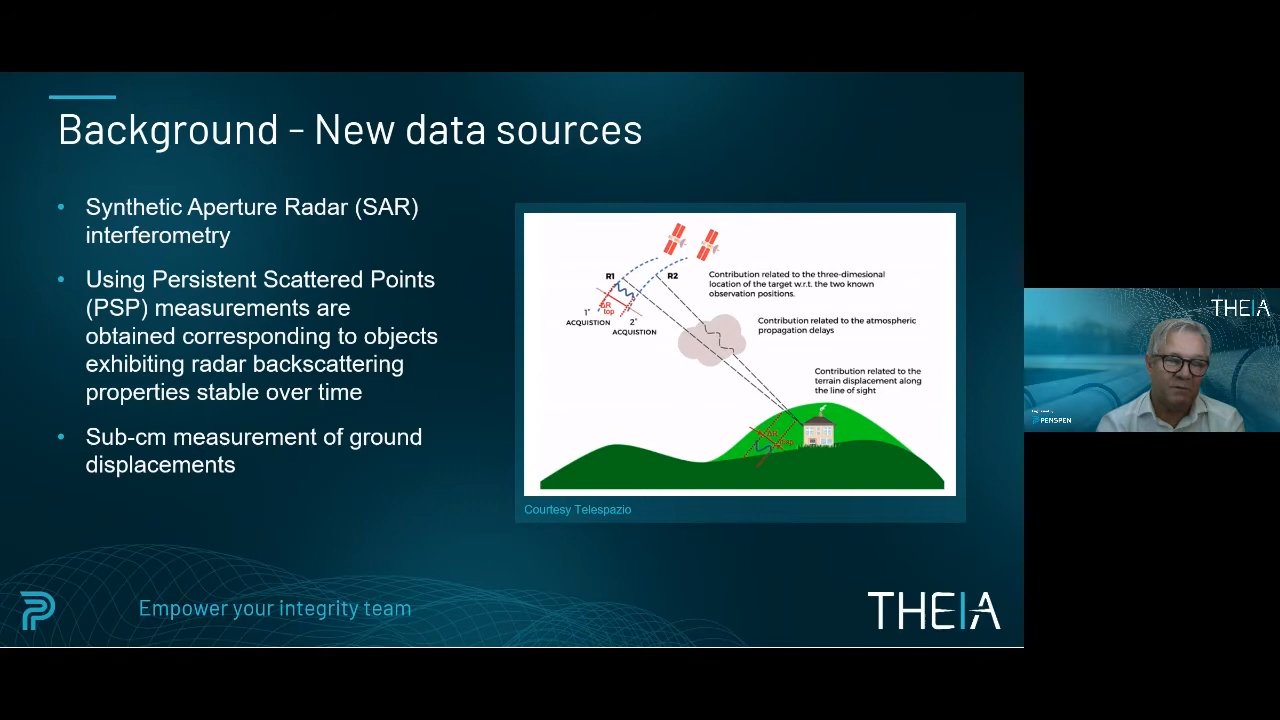 Background - New data sources
• Synthetic Aperture Radar (SAR)
interferometry
• Using Persistent Scattered Points
(PSP) measurements are
obtained corresponding to objects
exhibiting radar backscattering
properties stable over time
• Sub-cm measurement of ground
displacements
R1
R2
ΔR
top
1°
ACQUISTION
2°
ACQUISTION
Contribution related to the three-dimesional
location of the target w.r.t. the two known
observation positions.
Contribution related to the atmospheric
propagation delays
Contribution related to the
terrain displacement along
the line of sight
Courtesy Telespazio
Empower your integrity team
THEIA
THEIA
PENSPEN